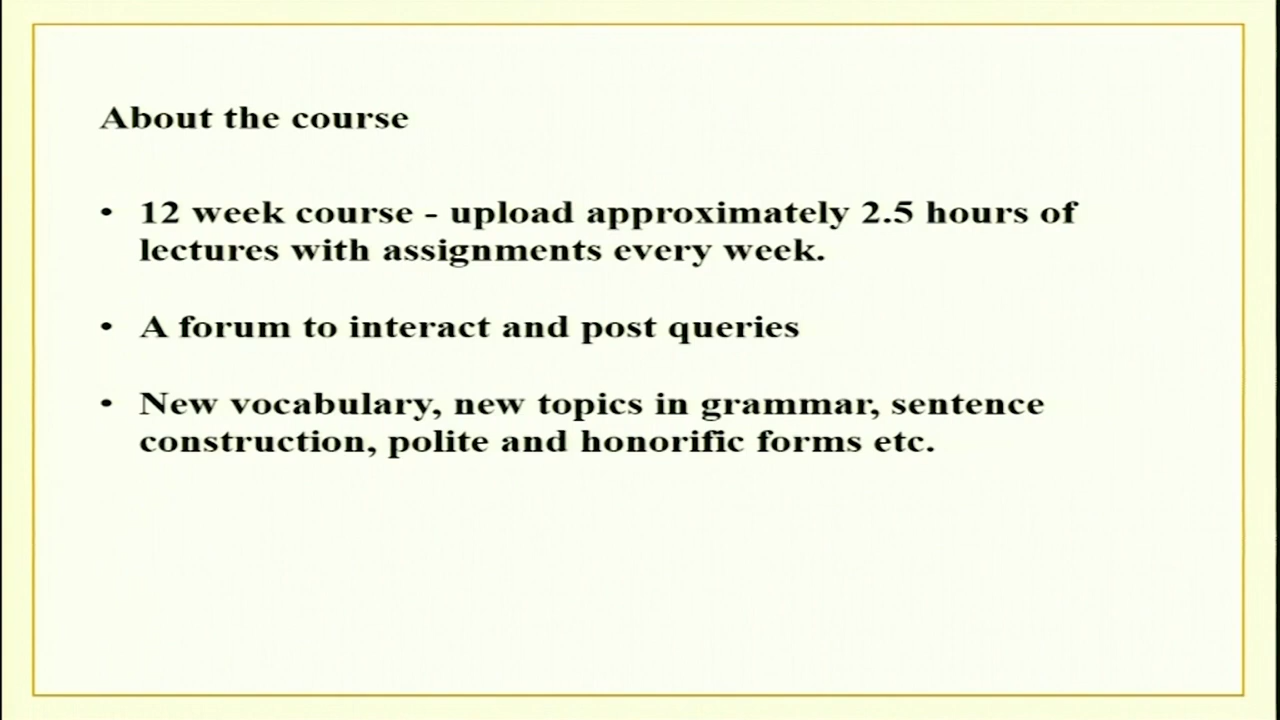 About the course
• 12 week course - upload approximately 2.5 hours of
lectures with assignments every week.
• A forum to interact and post queries
• New vocabulary, new topics in grammar, sentence
construction, polite and honorific forms etc.